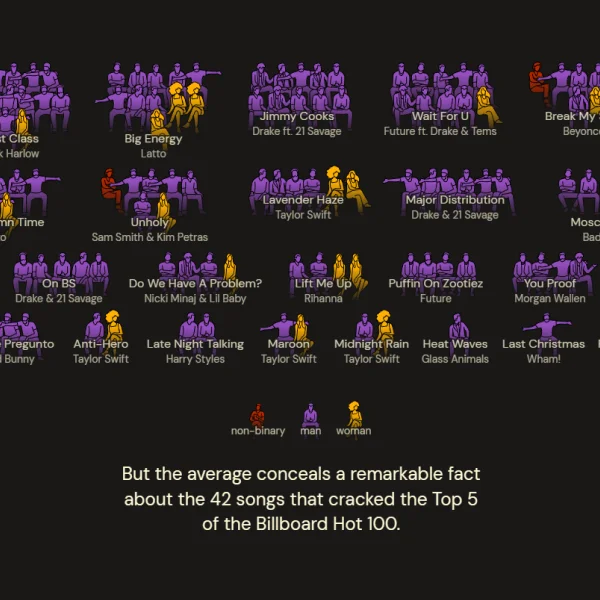 Jimmy Cooks
Wait For U
Break My
Drake ft. 21 Savage
Future ft. Drake & Tems
Class
Big Energy
Harlow
Latto
Lavender Haze
Major Distribution
Taylor Swift
Drake & 21 Savage
Time
Unholy
Sam Smith & Kim Petras
On BS
Do We Have A Problem?
Lift Me Up
Puffin On Zootiez
You Proof
Drake & 21 Savage
Nicki Minaj & Lil Baby
Rihanna
Future
Morgan Wallen
Pregunto
Anti-Hero
Late Night Talking
Maroon
Midnight Rain
Heat Waves
Last Christmas
Bunny
Taylor Swift
Harry Styles
Taylor Swift
Taylor Swift
Glass Animals
Wham!
non-binary
man
woman
But the average conceals a remarkable fact
about the 42 songs that cracked the Top 5
of the Billboard Hot 100.